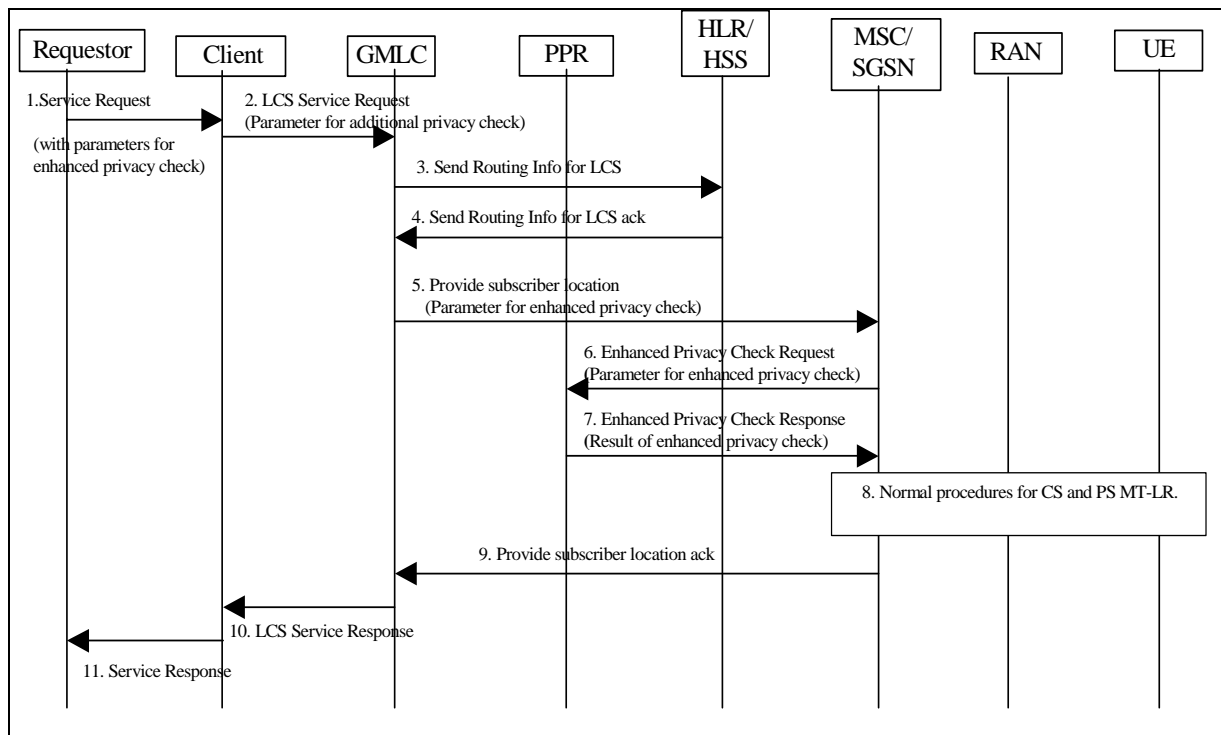 Requestor
Client
GMLC
PPR
HLR/
HSS
MSC/
SGSN
RAN
UE
1.Service Request
(with parameters for
enhanced privacy check)
2. LCS Service Request
(Parameter for additional privacy check)
3. Send Routing Info for LCS
4. Send Routing Info for LCS ack
5. Provide subscriber location
(Parameter for enhanced privacy check)
6. Enhanced Privacy Check Request
(Parameter for enhanced privacy check)
7. Enhanced Privacy Check Response
(Result of enhanced privacy check)
8. Normal procedures for CS and PS MT-LR.
9. Provide subscriber location ack
10. LCS Service Response
11. Service Response